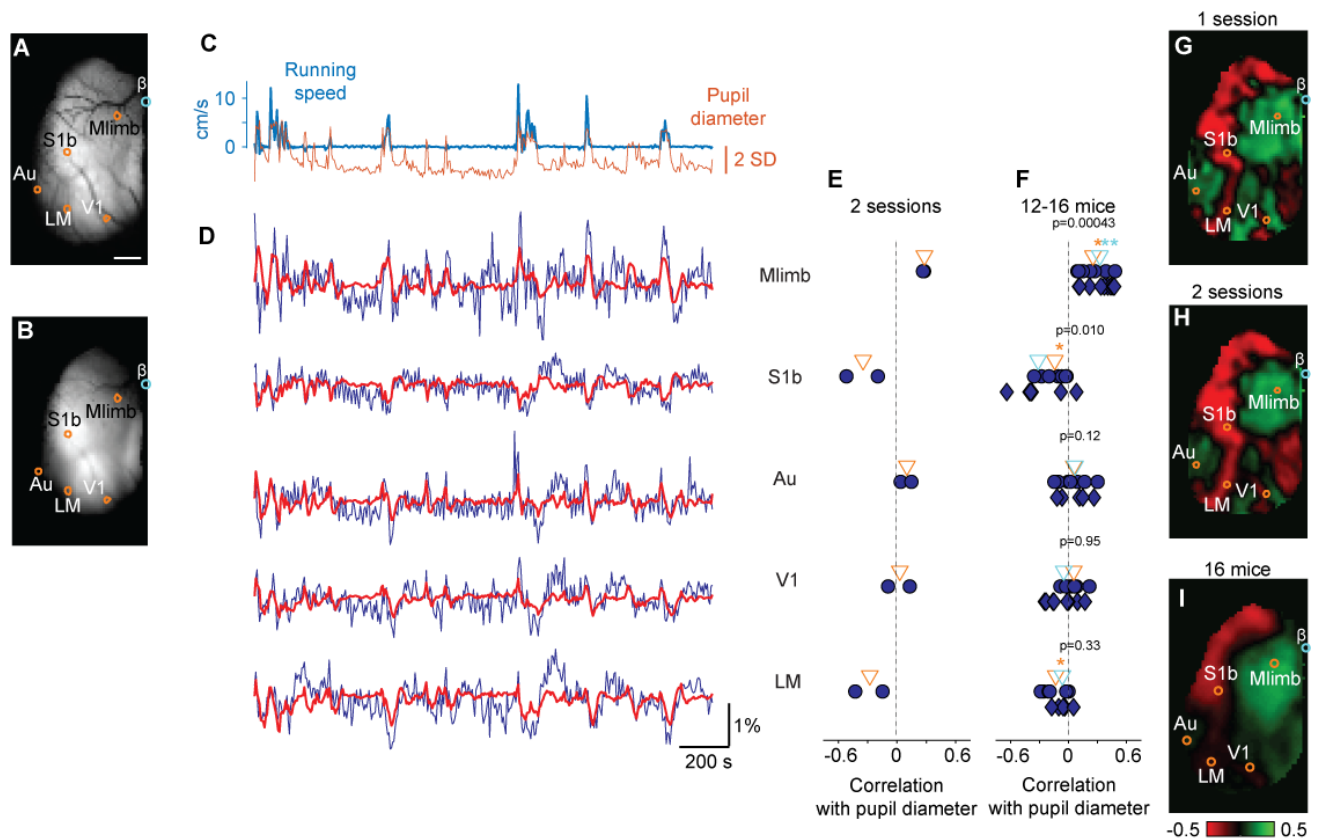 A
β
Mlimb
S1b
Au
V1
LM
B
β
Mlimb
S1b
Au
V1
LM
C
Running
speed
Pupil
diameter
cm/s
10
0
2 SD
D
1%
200 s
E
2 sessions
F
12-16 mice
p=0.00043
* **
Mlimb
p=0.010
*
S1b
p=0.12
Au
p=0.95
V1
p=0.33
*
LM
-0.6 0 0.6
Correlation
with pupil diameter
-0.6 0 0.6
Correlation
with pupil diameter
1 session
G
β
Mlimb
S1b
Au
V1
LM
2 sessions
H
β
Mlimb
S1b
Au
V1
LM
16 mice
I
β
Mlimb
S1b
Au
V1
LM
-0.5 0.5